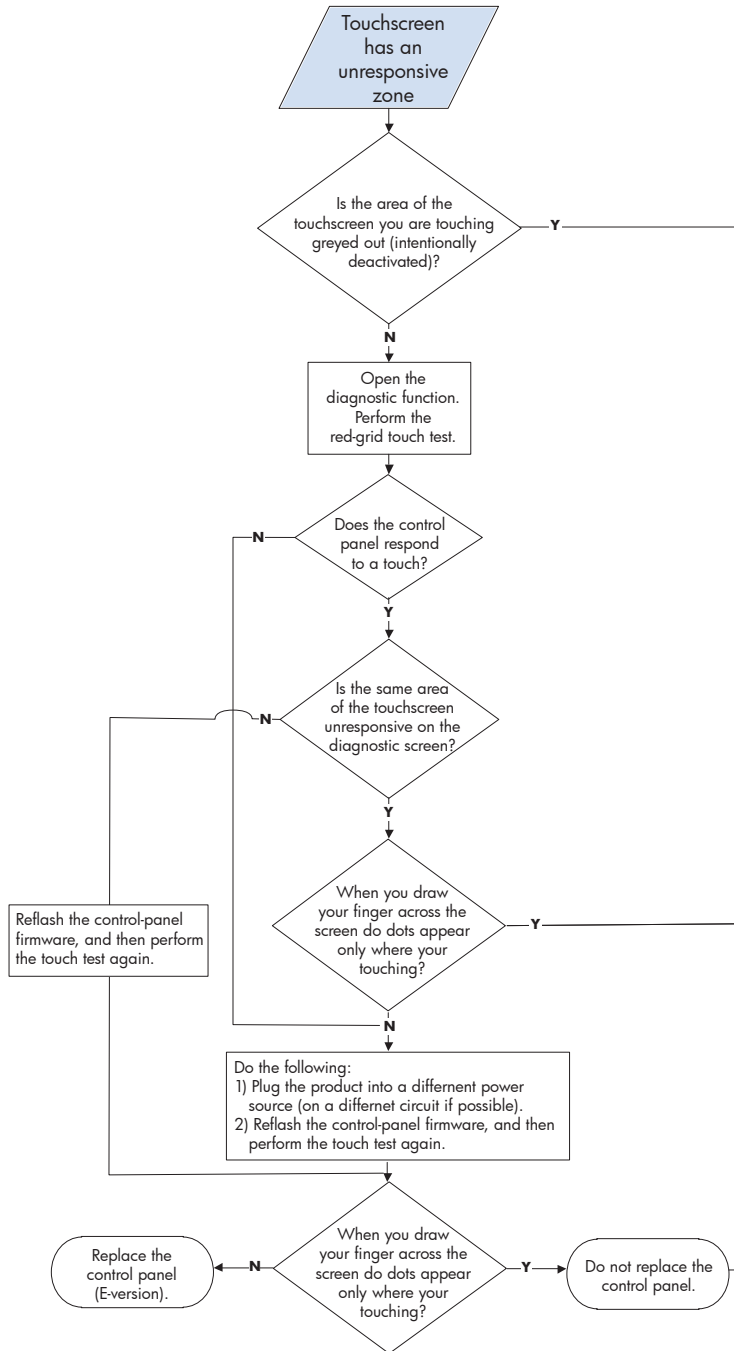 Touchscreen
has an
unresponsive
zone
Is the area of the
touchscreen you are touching
greyed out (intentionally
deactivated)?
Y
N
Open the
diagnostic function.
Perform the
red-grid touch test.
Does the control
panel respond
to a touch?
N
Y
Is the same area
of the touchscreen
unresponsive on the
diagnostic screen?
N
Y
When you draw
your finger across the
screen do dots appear
only where your
touching?
Y
N
Reflash the control-panel
firmware, and then perform
the touch test again.
Do the following:
1) Plug the product into a differnent power
source (on a differnet circuit if possible).
2) Reflash the control-panel firmware, and then
perform the touch test again.
When you draw
your finger across the
screen do dots appear
only where your
touching?
N
Y
Replace the
control panel
(E-version).
Do not replace the
control panel.